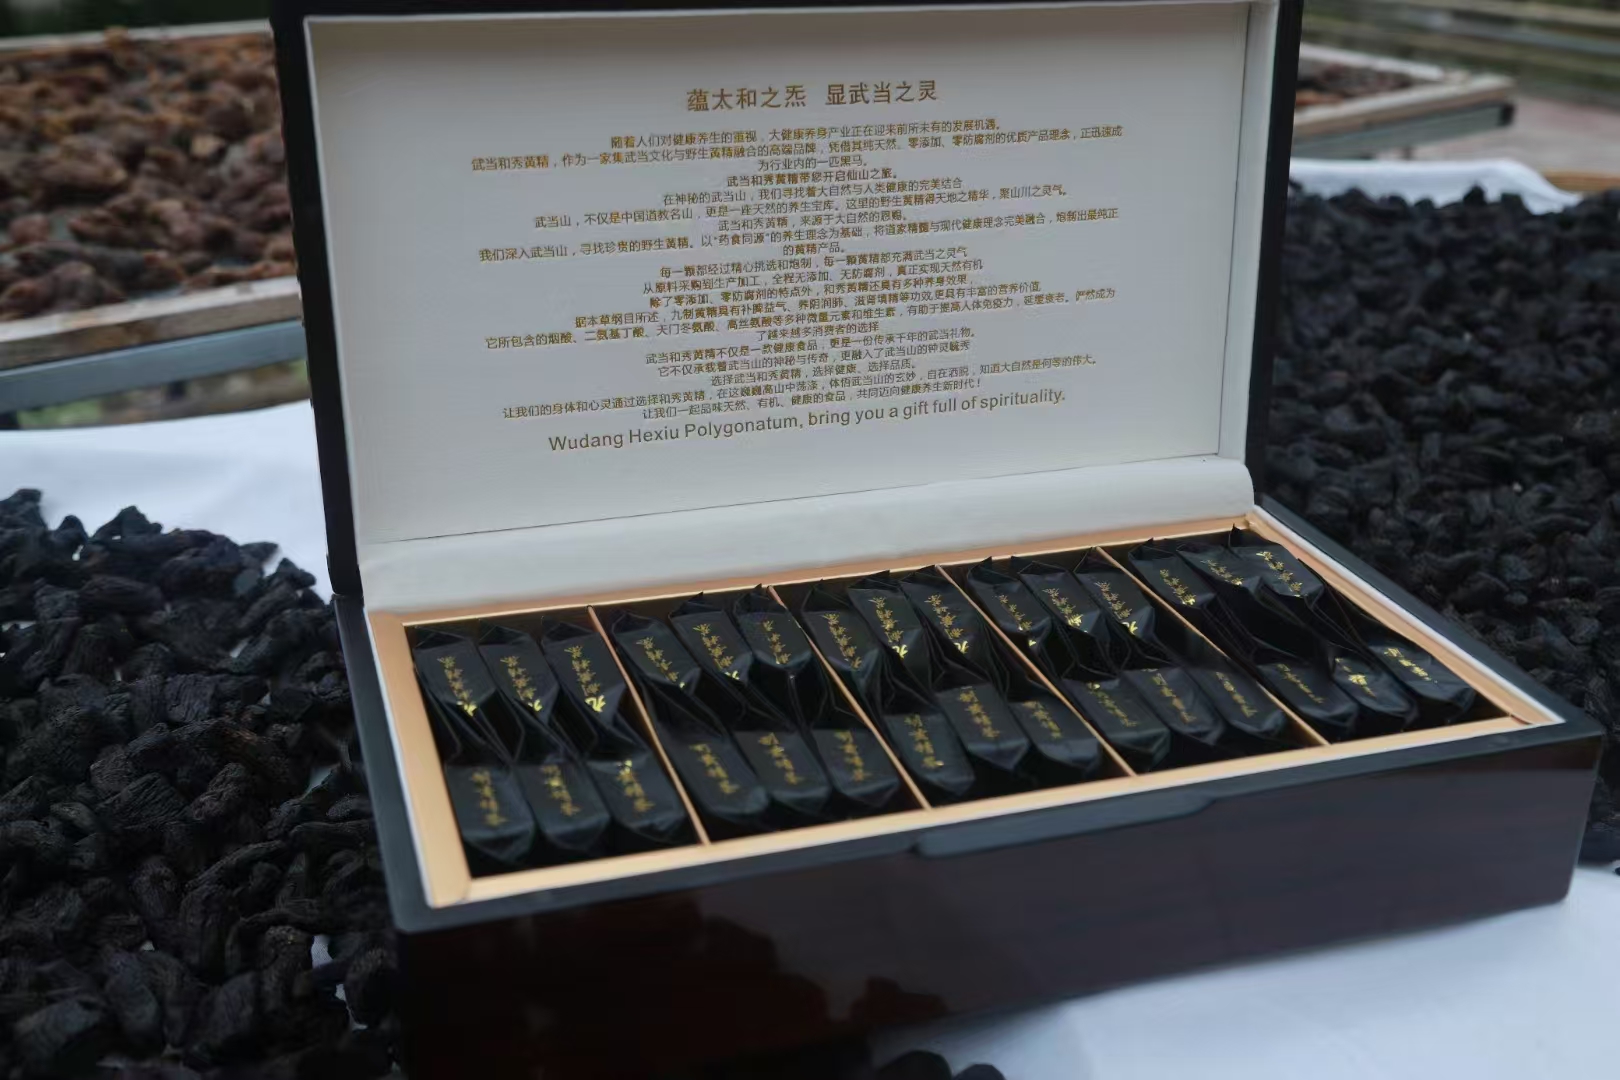 蕴太和之炁 显武当之灵
随着人们对健康养生的重视，大健康养身产业正在迎来前所未有的发展机遇。
武当和秀黄精，作为一家集武当文化与野生黄精融合的高端品牌，凭借其纯天然、零添加、零防腐剂的优质产品理念，正迅速成
为行业内的一匹黑马。
武当和秀黄精带您开启仙山之旅。
在神秘的武当山，我们寻找着大自然与人类健康的完美结合
武当山，不仅是中国道教名山，更是一座天然的养生宝库。这里的野生黄精得天地之精华，聚山川之灵气。
武当和秀黄精，来源于大自然的恩赐。
我们深入武当山，寻找珍贵的野生黄精。以“药食同源”的养生理念为基础，将道家精髓与现代健康理念完美融合，炮制出最纯正
的黄精产品。
每一颗都经过精心挑选和炮制，每一颗黄精都充满武当之灵气
从原料采购到生产加工，全程无添加、无防腐剂，真正实现天然有机
除了零添加、零防腐剂的特点外，和秀黄精还具有多种养身效果，
据本草纲目所述，九制黄精具有补脾益气、养阴润肺、滋肾填精等功效,更具有丰富的营养价值
它所包含的烟酸、二氨基丁酸、天门冬氨酸、高丝氨酸等多种微量元素和维生素，有助于提高人体免疫力，延缓衰老。俨然成为
了越来越多消费者的选择
武当和秀黄精不仅是一款健康食品，更是一份传承千年的武当礼物。
它不仅承载着武当山的神秘与传奇，更融入了武当山的钟灵毓秀
选择武当和秀黄精，选择健康、选择品质。
让我们的身体和心灵通过选择和秀黄精，在这巍巍高山中荡涤，体悟武当山的玄妙，自在洒脱，知道大自然是何等的伟大。
让我们一起品味天然、有机、健康的食品，共同迈向健康养生新时代！
Wudang Hexiu Polygonatum, bring you a gift full of spirituality.